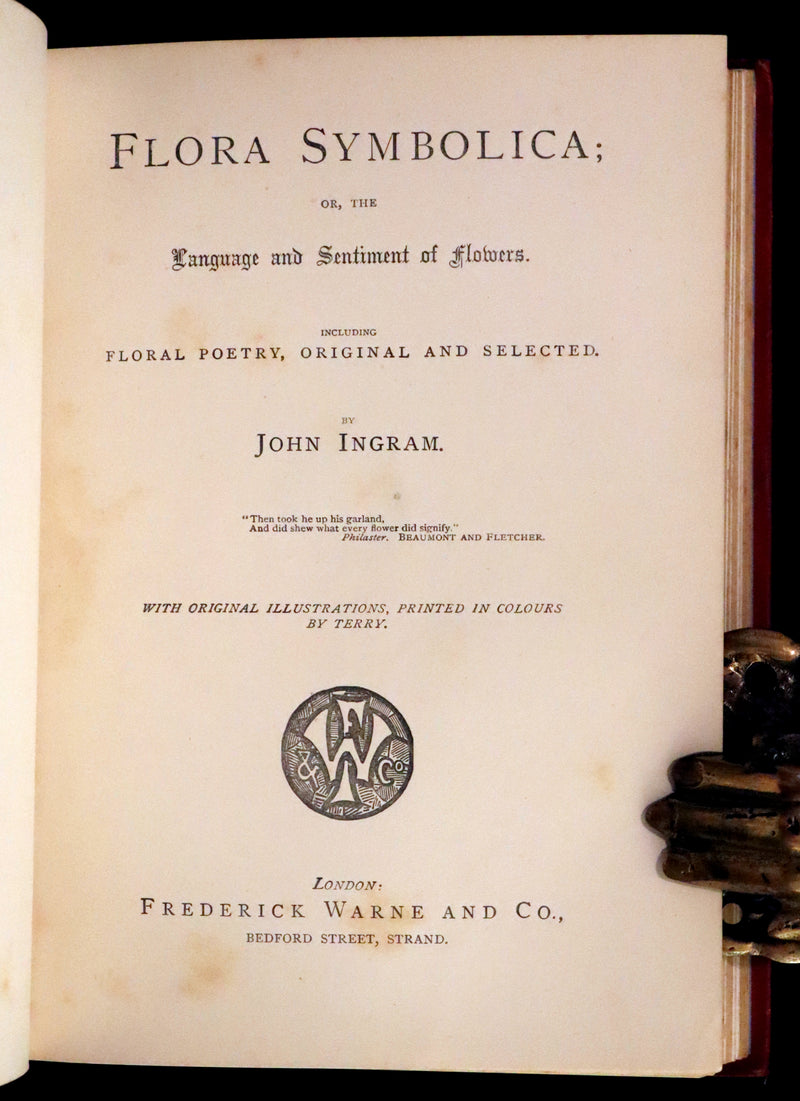 FLORA SYMBOLICA;
OR, THE
Language and Sentiment of Flowers.
INCLUDING
FLORAL POETRY, ORIGINAL AND SELECTED.
BY
JOHN INGRAM.
"Then took he up his garland,
And did shew what every flower did signify."
Philaster. BEAUMONT AND FLETCHER.
WITH ORIGINAL ILLUSTRATIONS, PRINTED IN COLOURS
BY TERRY.
F W & Co.
LONDON:
FREDERICK WARNE AND CO.,
BEDFORD STREET, STRAND.